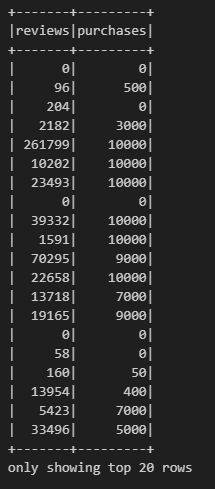 +-------+---------+
|reviews|purchases|
+-------+---------+
|      0|        0|
|     96|      500|
|    204|        0|
|   2182|     3000|
| 261799|    10000|
|  10202|    10000|
|  23493|    10000|
|      0|        0|
|  39332|    10000|
|   1591|    10000|
|  70295|     9000|
|  22658|    10000|
|  13718|     7000|
|  19165|     9000|
|      0|        0|
|     58|        0|
|    160|       50|
|  13954|      400|
|   5423|     7000|
|  33496|     5000|
+-------+---------+
only showing top 20 rows